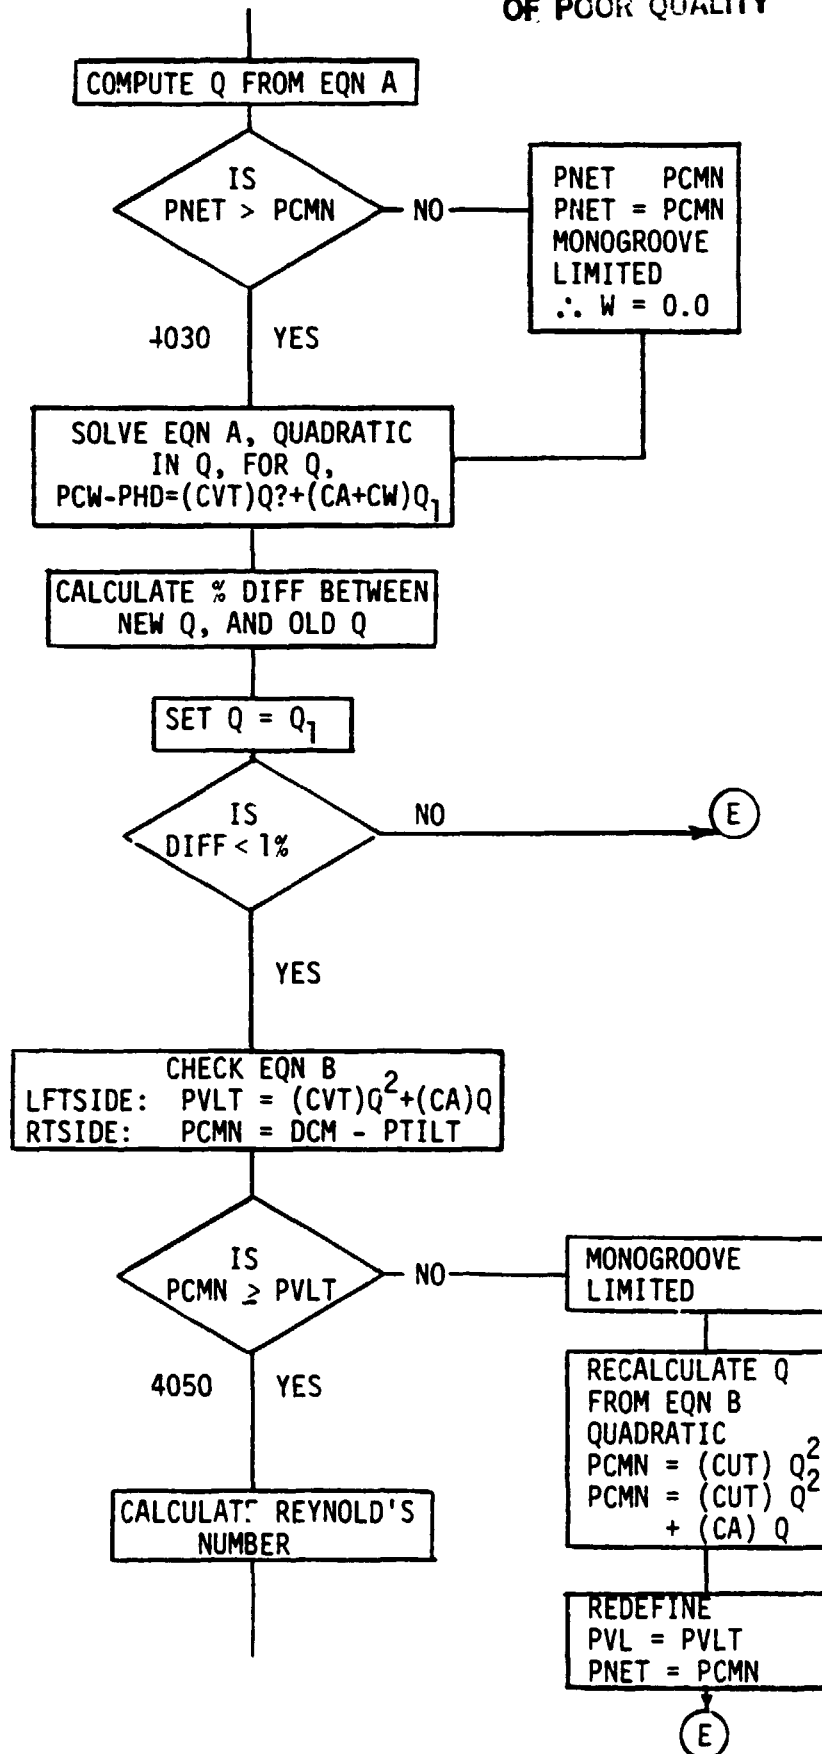 OF POOR QUALITY
COMPUTE Q FROM EQN A
IS
PNET > PCMN
NO
PNET PCMN
PNET = PCMN
MONOGROOVE
LIMITED
∴ W = 0.0
4030
YES
SOLVE EQN A, QUADRATIC
IN Q, FOR Q,
PCW-PHD=(CVT)Q?+(CA+CW)Q₁
CALCULATE % DIFF BETWEEN
NEW Q, AND OLD Q
SET Q = Q₁
IS
DIFF < 1%
NO
E
YES
CHECK EQN B
LFTSIDE: PVLT = (CVT)Q²+(CA)Q
RTSIDE: PCMN = DCM - PTILT
IS
PCMN ≥ PVLT
NO
MONOGROOVE
LIMITED
4050
YES
RECALCULATE Q
FROM EQN B
QUADRATIC
PCMN = (CUT) Q²
PCMN = (CUT) Q²
+ (CA) Q
CALCULATE REYNOLD'S
NUMBER
REDEFINE
PVL = PVLT
PNET = PCMN
E